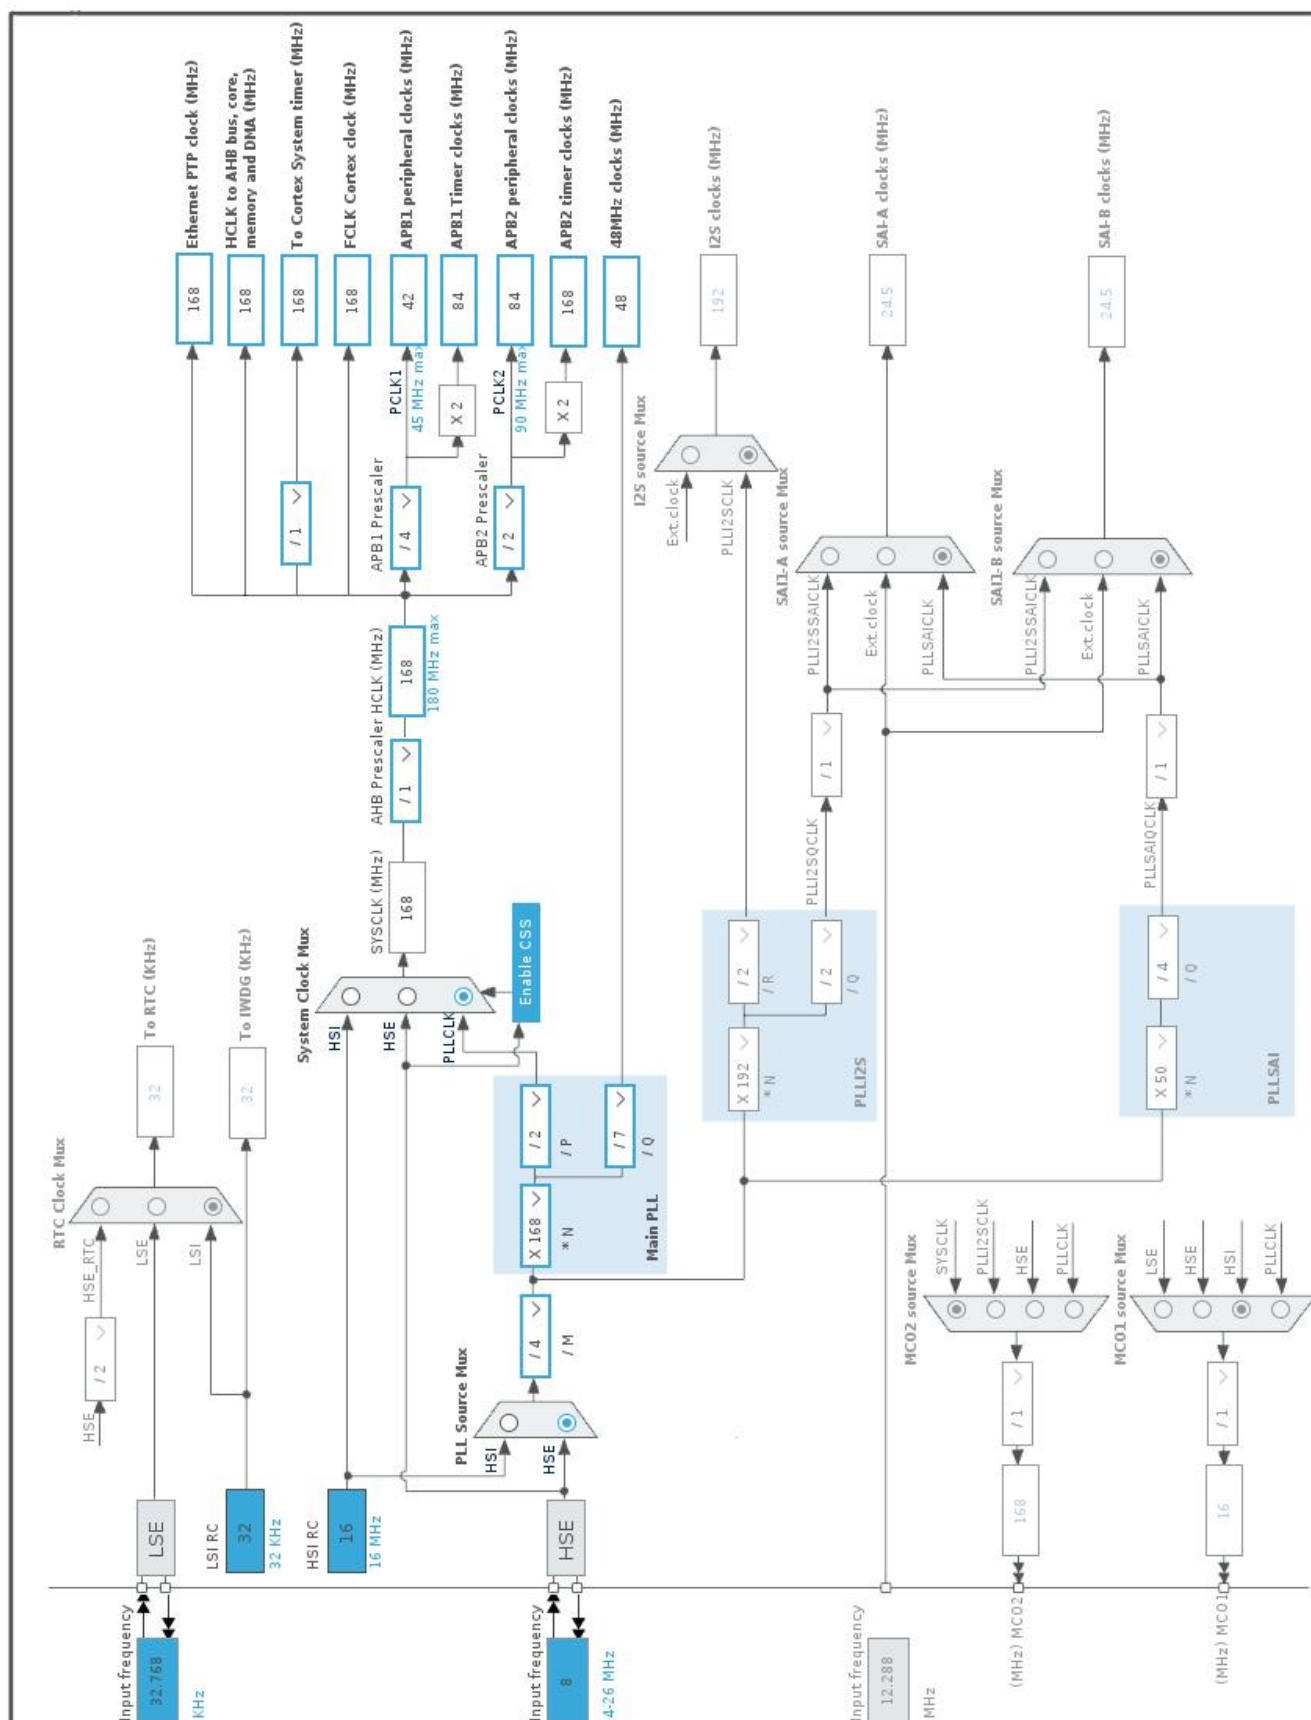 Input frequency
32.768
KHz
LSE
LSI RC
32
32 KHz
HSI RC
16
16 MHz
Input frequency
8
4-26 MHz
HSE
HSE
/ 2
HSE_RTC
LSE
LSI
RTC Clock Mux
32
To RTC (KHz)
32
To IWDG (KHz)
PLL Source Mux
HSI
HSE
/ 4
/ M
X 168
* N
/ 2
/ P
/ 7
/ Q
Main PLL
System Clock Mux
HSI
HSE
PLLCLK
Enable CSS
SYSCLK (MHz)
168
AHB Prescaler
/ 1
HCLK (MHz)
168
180 MHz max
/ 1
APB1 Prescaler
/ 4
PCLK1
45 MHz max
X 2
APB2 Prescaler
/ 2
PCLK2
90 MHz max
X 2
168
Ethernet PTP clock (MHz)
168
HCLK to AHB bus, core,
memory and DMA (MHz)
168
To Cortex System timer (MHz)
168
FCLK Cortex clock (MHz)
42
APB1 peripheral clocks (MHz)
84
APB1 Timer clocks (MHz)
84
APB2 peripheral clocks (MHz)
168
APB2 timer clocks (MHz)
48
48MHz clocks (MHz)
X 192
* N
/ 2
/ R
/ 2
/ Q
PLLI2S
PLLI2SQCLK
/ 1
I2S source Mux
Ext.clock
PLLI2SCLK
192
I2S clocks (MHz)
SAI1-A source Mux
PLLI2SSAICLK
Ext.clock
PLLSAICLK
24.5
SAI-A clocks (MHz)
X 50
* N
/ 4
/ Q
PLLSAI
PLLSAIQCLK
/ 1
SAI1-B source Mux
PLLI2SSAICLK
Ext.clock
PLLSAICLK
24.5
SAI-B clocks (MHz)
Input frequency
12.288
MHz
MCO2 source Mux
SYSCLK
PLLI2SCLK
HSE
PLLCLK
/ 1
168
(MHz) MCO2
MCO1 source Mux
LSE
HSE
HSI
PLLCLK
/ 1
16
(MHz) MCO1